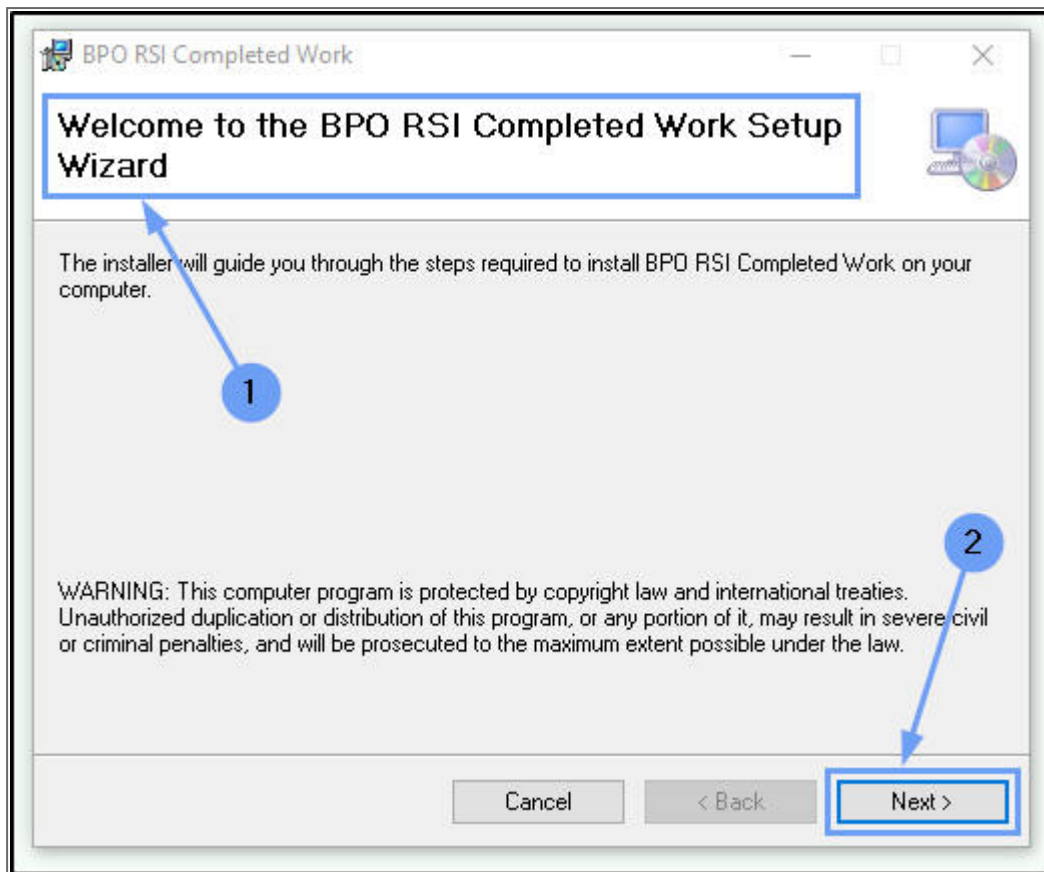 BPO RSI Completed Work
Welcome to the BPO RSI Completed Work Setup
Wizard
The installer will guide you through the steps required to install BPO RSI Completed Work on your
computer.
1
2
WARNING: This computer program is protected by copyright law and international treaties.
Unauthorized duplication or distribution of this program, or any portion of it, may result in severe civil
or criminal penalties, and will be prosecuted to the maximum extent possible under the law.
Cancel < Back Next >